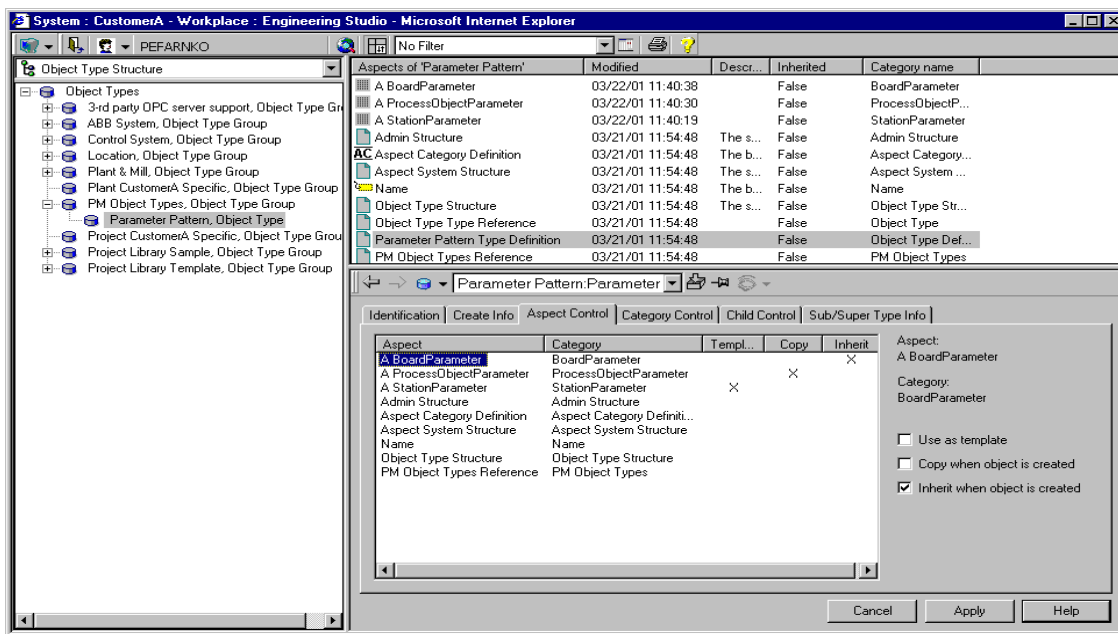 System : CustomerA - Workplace : Engineering Studio - Microsoft Internet Explorer
PEFARNKO
No Filter
Object Type Structure
Object Types
3-rd party OPC server support, Object Type Gr
ABB System, Object Type Group
Control System, Object Type Group
Location, Object Type Group
Plant & Mill, Object Type Group
Plant CustomerA Specific, Object Type Group
PM Object Types, Object Type Group
Parameter Pattern, Object Type
Project CustomerA Specific, Object Type Grou
Project Library Sample, Object Type Group
Project Library Template, Object Type Group
Aspects of 'Parameter Pattern' Modified Descr... Inherited Category name
A BoardParameter 03/22/01 11:40:38 False BoardParameter
A ProcessObjectParameter 03/22/01 11:40:30 False ProcessObjectP...
A StationParameter 03/22/01 11:40:19 False StationParameter
Admin Structure 03/21/01 11:54:48 The s... False Admin Structure
AC Aspect Category Definition 03/21/01 11:54:48 The b... False Aspect Category...
Aspect System Structure 03/21/01 11:54:48 The s... False Aspect System ...
Name 03/21/01 11:54:48 The b... False Name
Object Type Structure 03/21/01 11:54:48 The s... False Object Type Str...
Object Type Type Reference 03/21/01 11:54:48 False Object Type
Parameter Pattern Type Definition 03/21/01 11:54:48 False Object Type Def...
PM Object Types Reference 03/21/01 11:54:48 False PM Object Types
Parameter Pattern:Parameter
Identification Create Info Aspect Control Category Control Child Control Sub/Super Type Info
Aspect Category Templ... Copy Inherit
A BoardParameter BoardParameter X
A ProcessObjectParameter ProcessObjectParameter X
A StationParameter StationParameter X
Admin Structure Admin Structure
Aspect Category Definition Aspect Category Definiti...
Aspect System Structure Aspect System Structure
Name Name
Object Type Structure Object Type Structure
PM Object Types Reference PM Object Types
Aspect:
A BoardParameter
Category:
BoardParameter
Use as template
Copy when object is created
Inherit when object is created
Cancel Apply Help